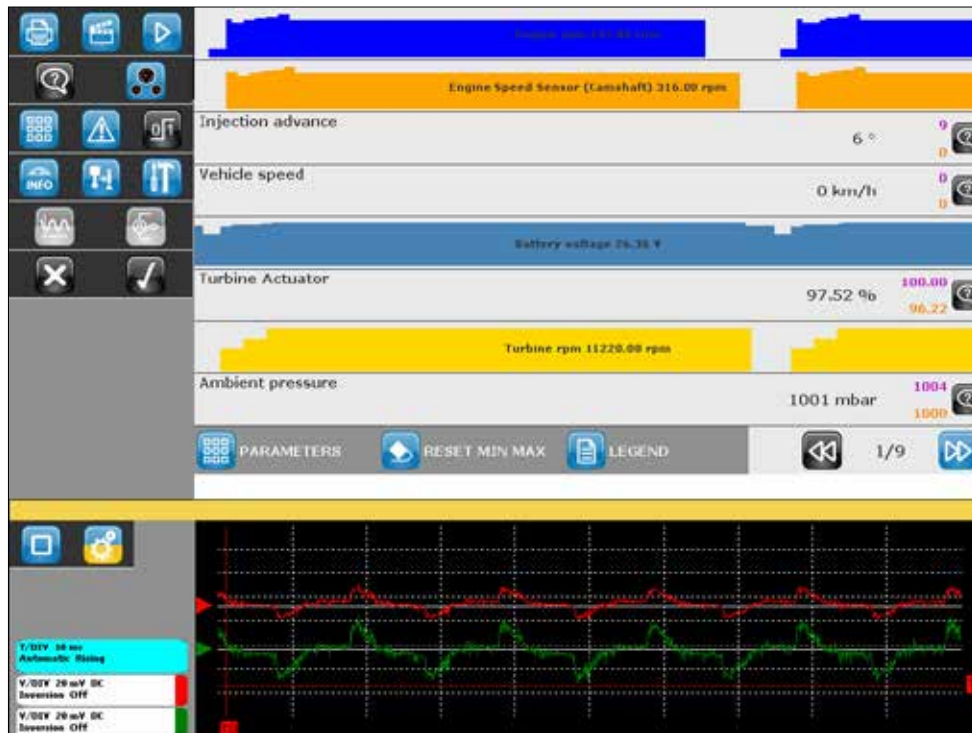 Engine Speed Sensor (Camshaft) 316.00 rpm
Injection advance
6 °
9
0
Vehicle speed
0 km/h
0
0
INFO
Battery voltage 26.36 V
Turbine Actuator
97.52 %
100.00
96.22
Turbine rpm 11220.00 rpm
Ambient pressure
1001 mbar
1004
1000
PARAMETERS
RESET MIN MAX
LEGEND
1/9
T/DIV 10 ms
Automatic Rising
V/DIV 20 mV DC
Inversion Off
V/DIV 20 mV DC
Inversion Off